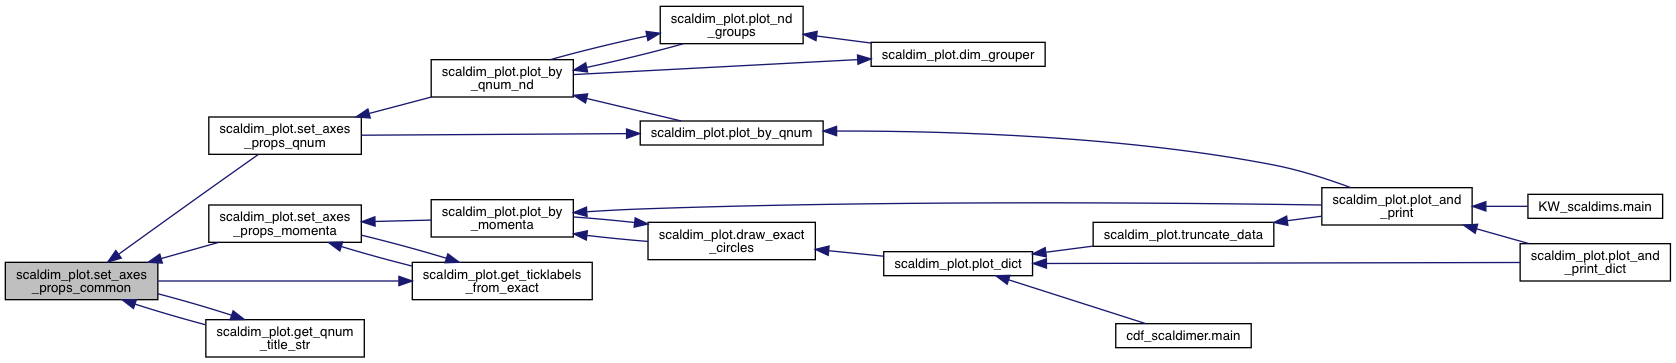 scaldim_plot.plot_nd
_groups
scaldim_plot.dim_grouper
scaldim_plot.plot_by
_qnum_nd
scaldim_plot.set_axes
_props_qnum
scaldim_plot.plot_by_qnum
scaldim_plot.set_axes
_props_momenta
scaldim_plot.plot_by
_momenta
scaldim_plot.draw_exact
_circles
scaldim_plot.truncate_data
scaldim_plot.plot_and
_print
KW_scaldims.main
scaldim_plot.set_axes
_props_common
scaldim_plot.get_ticklabels
_from_exact
scaldim_plot.plot_dict
scaldim_plot.plot_and
_print_dict
scaldim_plot.get_qnum
_title_str
cdf_scaldimer.main